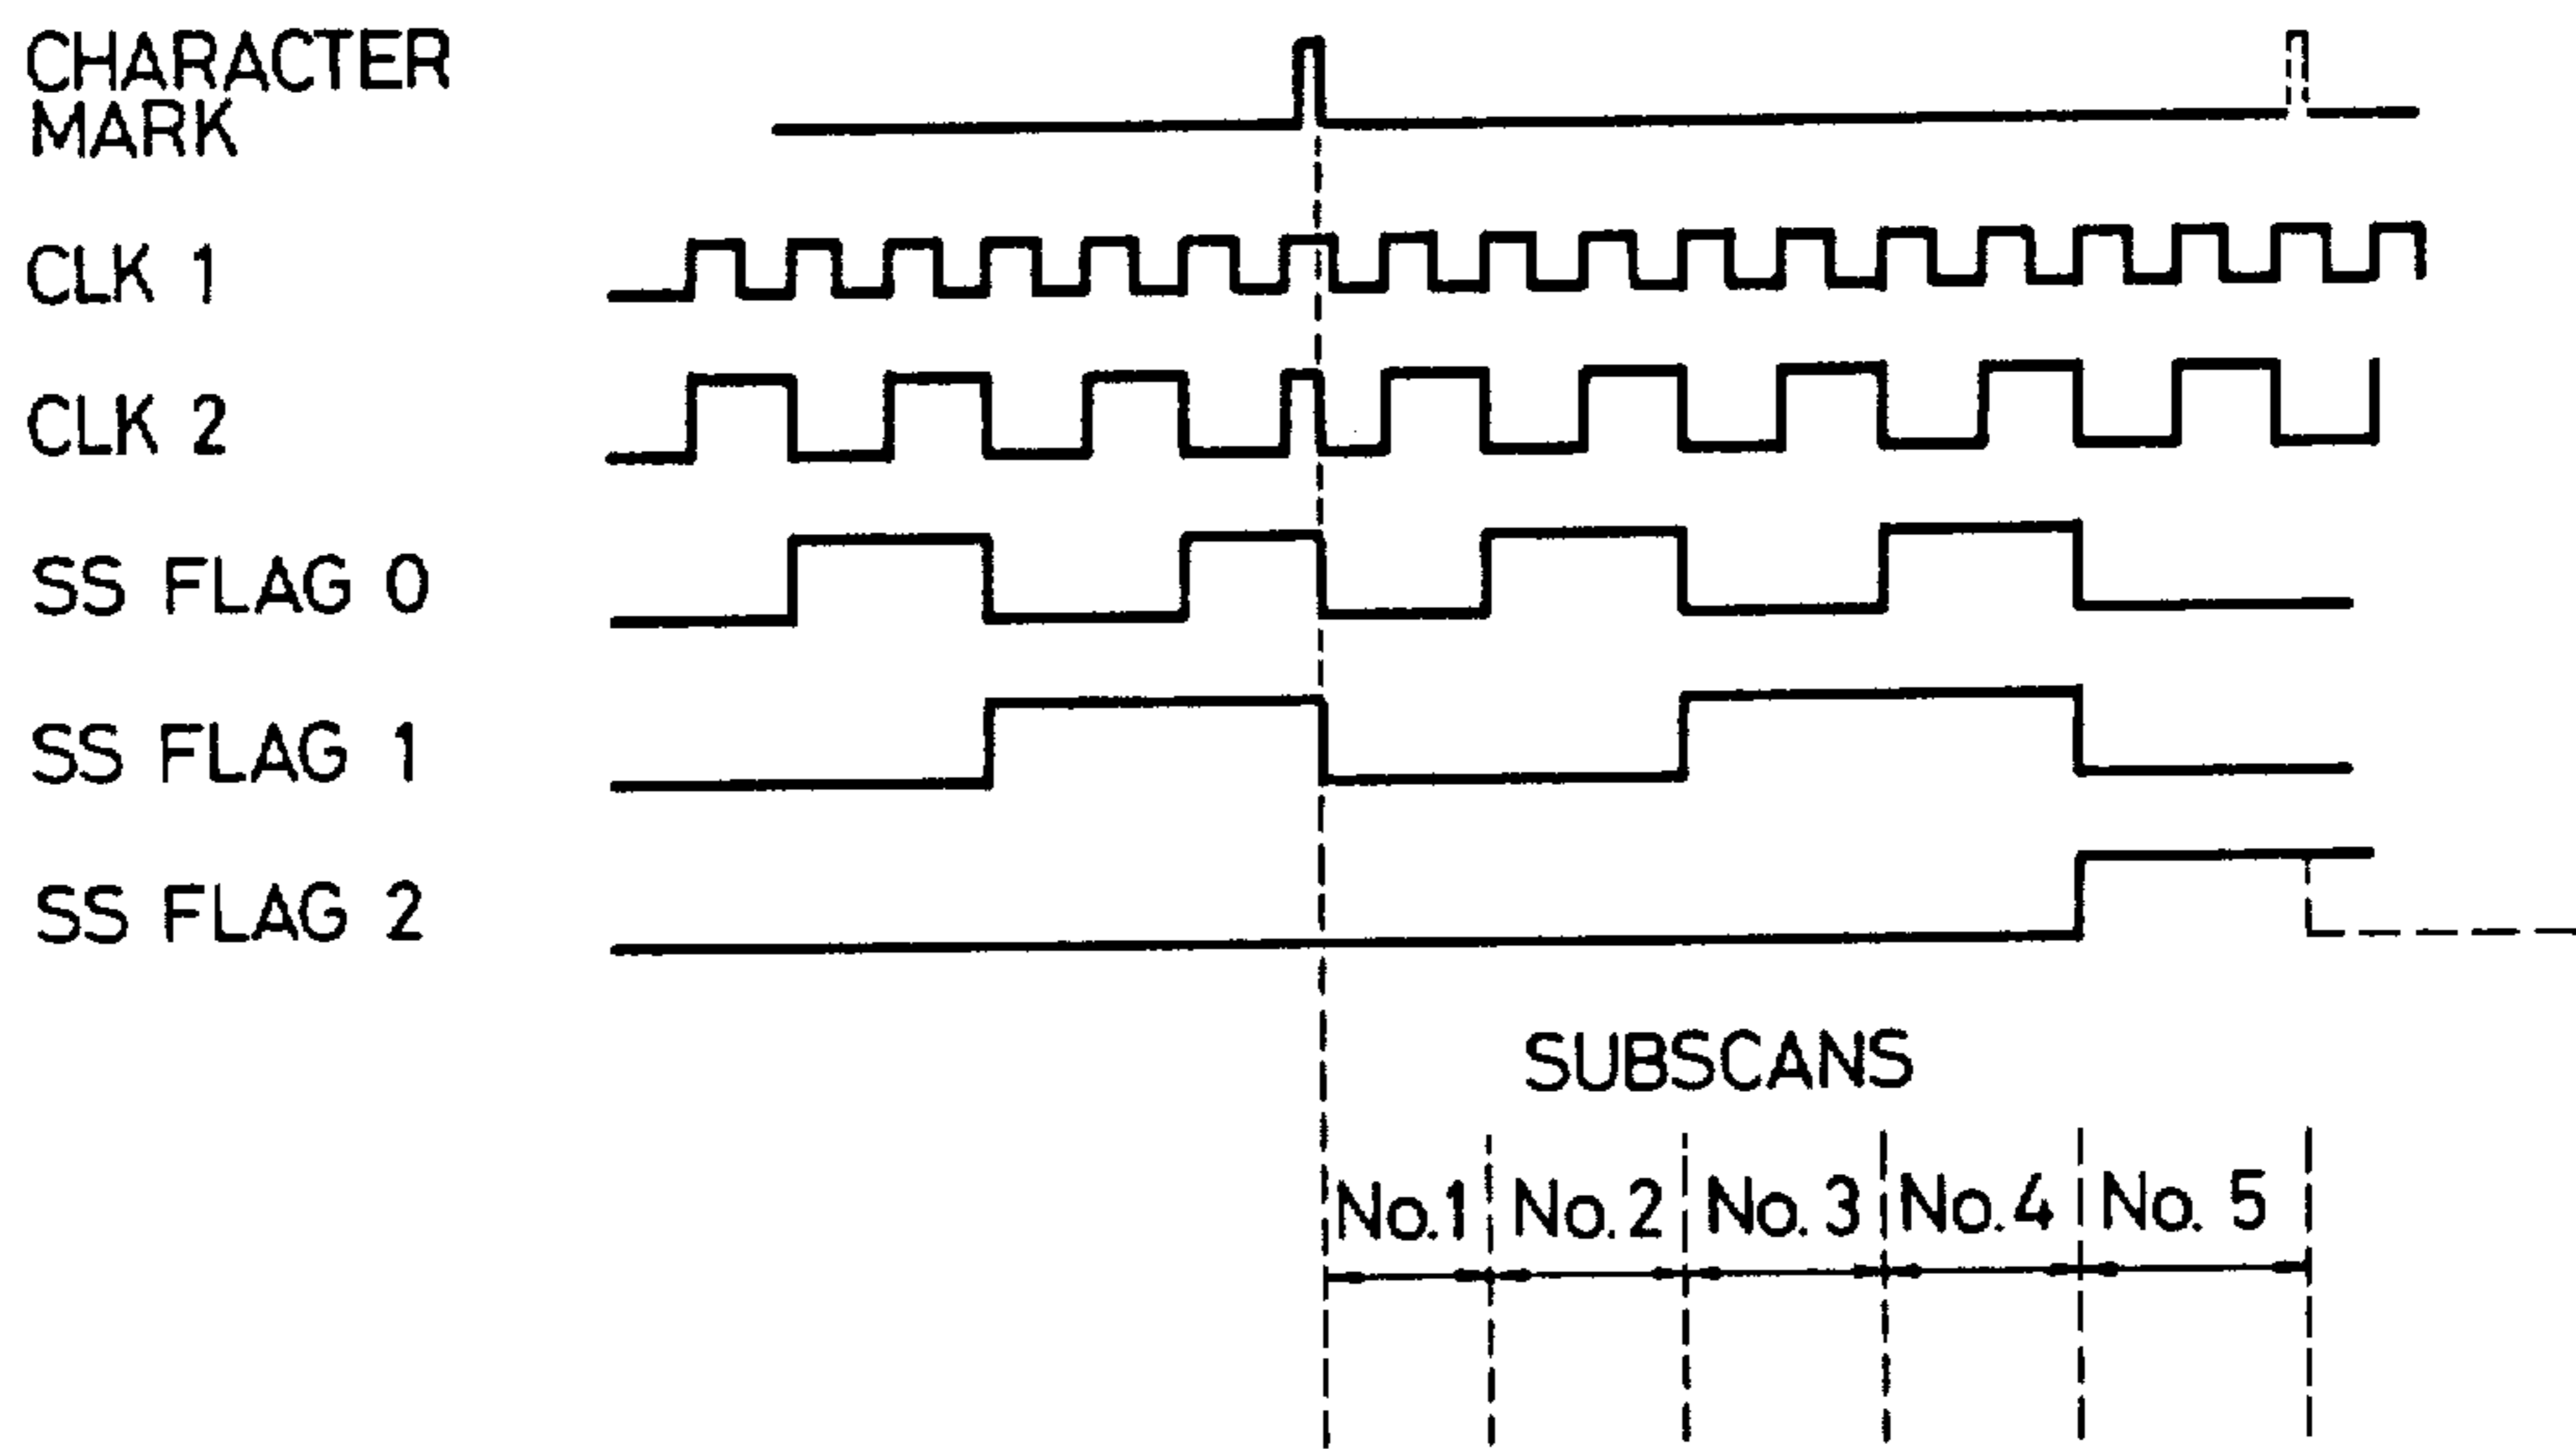 CHARACTER
MARK
CLK 1
CLK 2
SS FLAG 0
SS FLAG 1
SS FLAG 2
SUBSCANS
No.1 No.2 No.3 No.4 No. 5